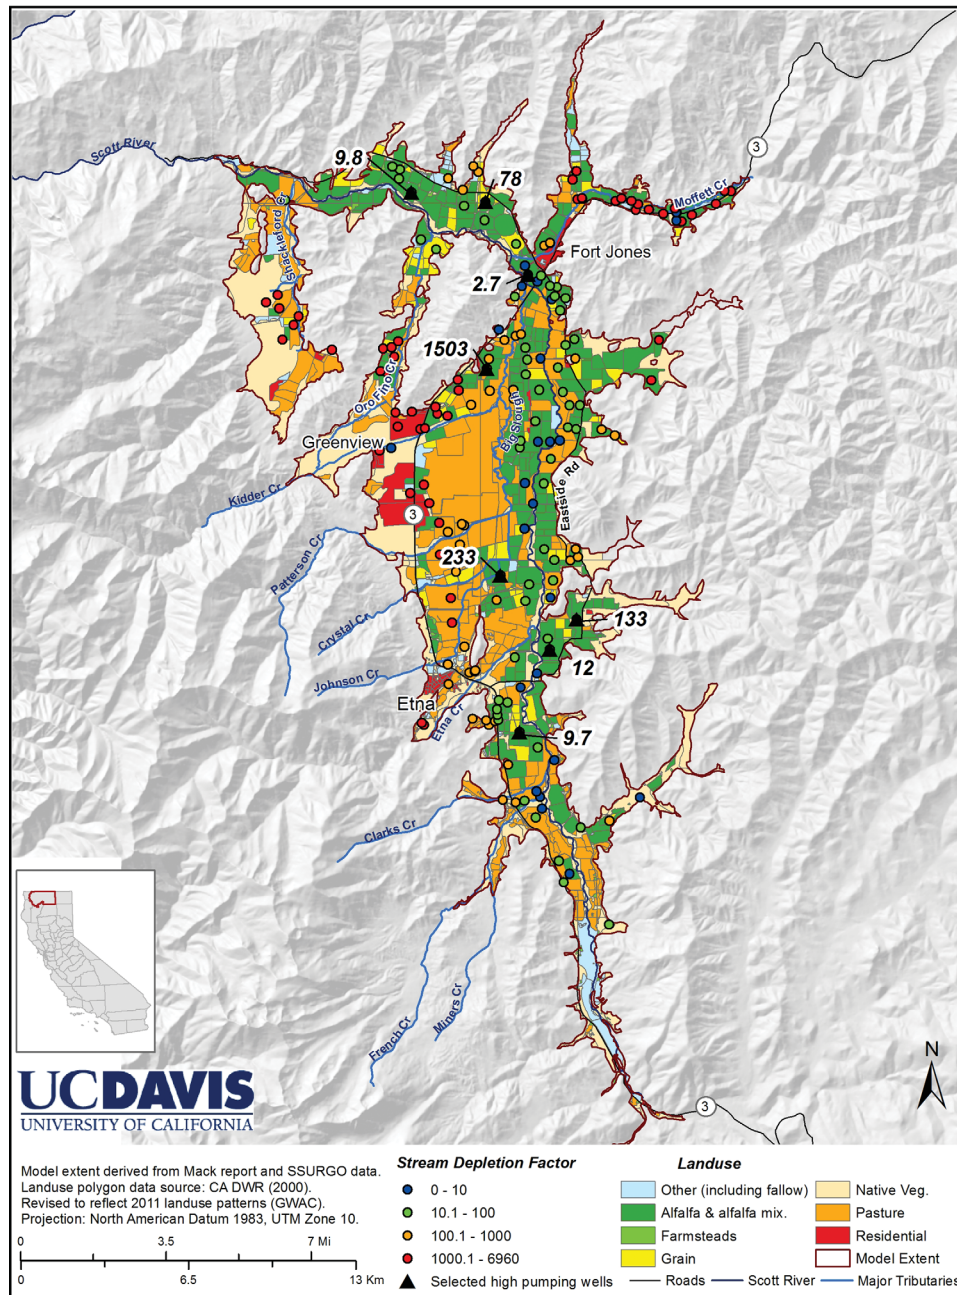 Scott River
9.8
78
3
Moffett Cr
Shackleford Cr
Fort Jones
2.7
1503
Oro Fino Cr
Big Slough
Greenview
Kidder Cr
Eastside Rd
3
Patterson Cr
233
Crystal Cr
133
12
Johnson Cr
Etna
Etna Cr
9.7
Clarks Cr
French Cr
Miners Cr
N
3
UCDAVIS
UNIVERSITY OF CALIFORNIA
Model extent derived from Mack report and SSURGO data.
Landuse polygon data source: CA DWR (2000).
Revised to reflect 2011 landuse patterns (GWAC).
Projection: North American Datum 1983, UTM Zone 10.
0 3.5 7 Mi
0 6.5 13 Km
Stream Depletion Factor
0 - 10
10.1 - 100
100.1 - 1000
1000.1 - 6960
Selected high pumping wells
Landuse
Other (including fallow)
Alfalfa & alfalfa mix.
Farmsteads
Grain
Native Veg.
Pasture
Residential
Model Extent
Roads
Scott River
Major Tributaries